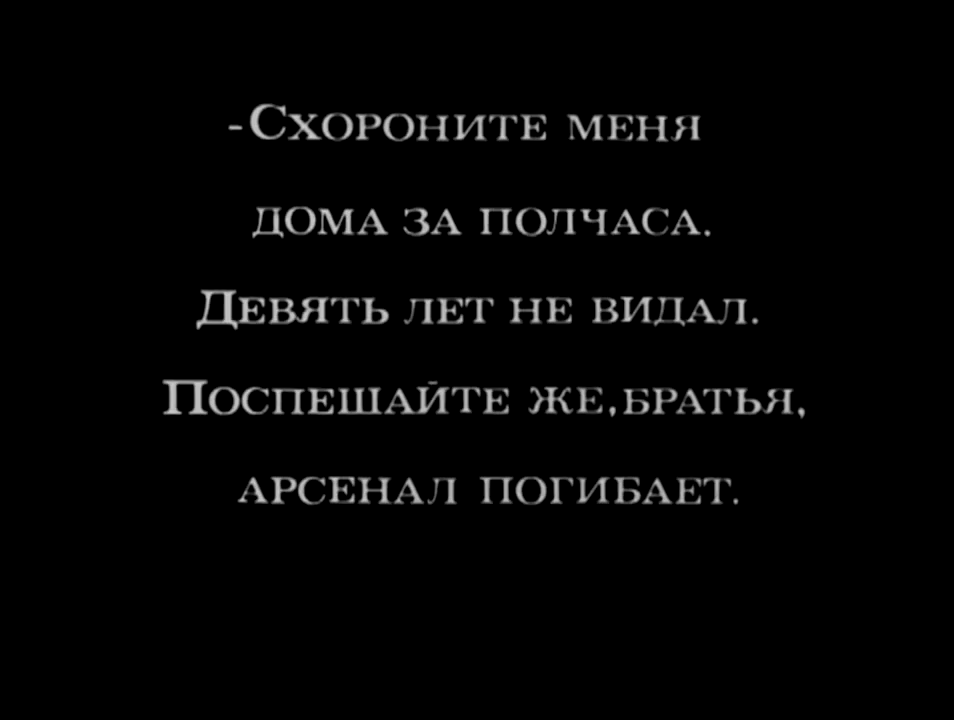 -Схороните меня
дома за полчаса.
Девять лет не видал.
Поспешайте же,братья,
арсенал погибает.